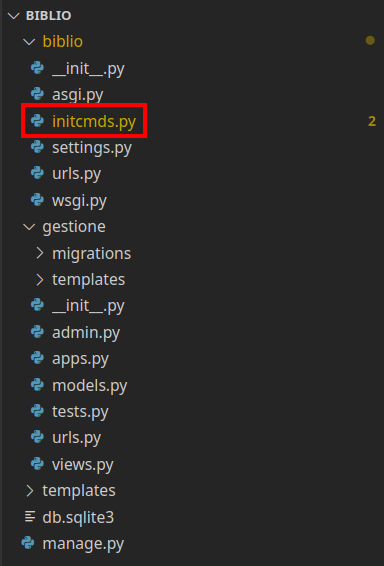 BIBLIO
biblio
__init__.py
asgi.py
initcmds.py 2
settings.py
urls.py
wsgi.py
gestione
migrations
templates
__init__.py
admin.py
apps.py
models.py
tests.py
urls.py
views.py
templates
db.sqlite3
manage.py